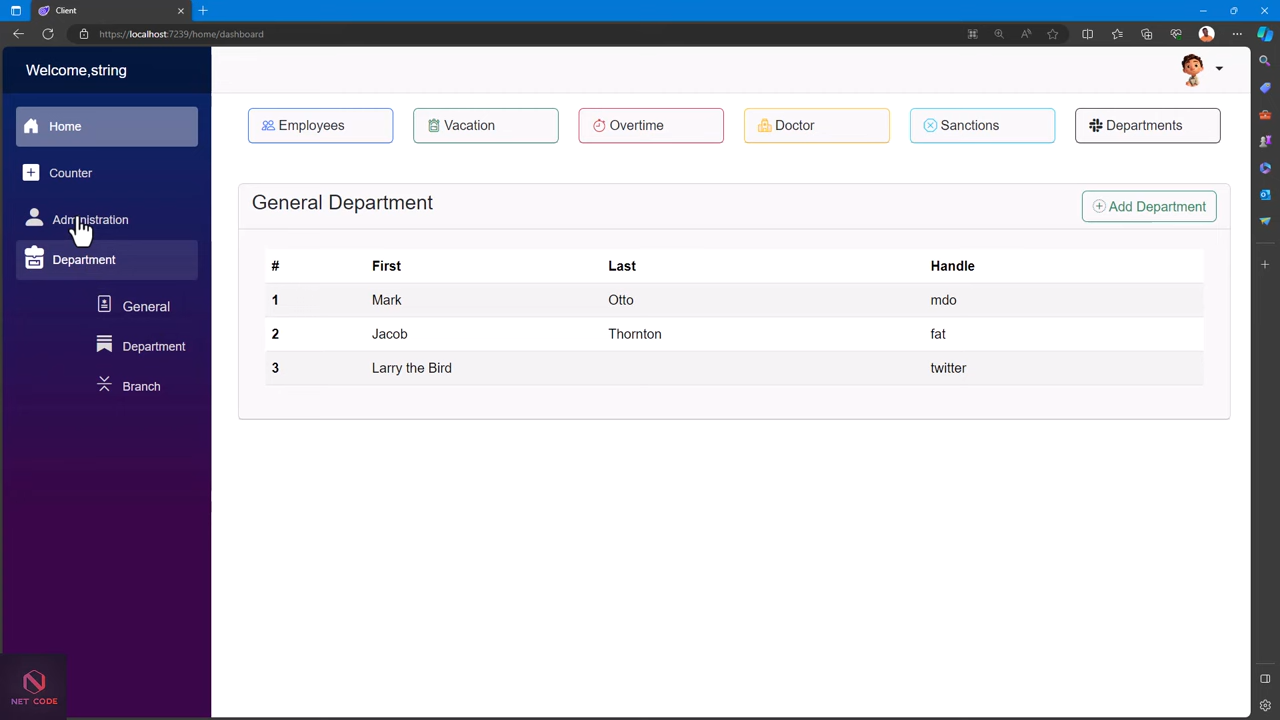 Client
https://localhost:7239/home/dashboard
Welcome,string
Home
Counter
Administration
Department
General
Department
Branch
Employees
Vacation
Overtime
Doctor
Sanctions
Departments
General Department
Add Department
# First Last Handle
1 Mark Otto mdo
2 Jacob Thornton fat
3 Larry the Bird twitter
NET CODE